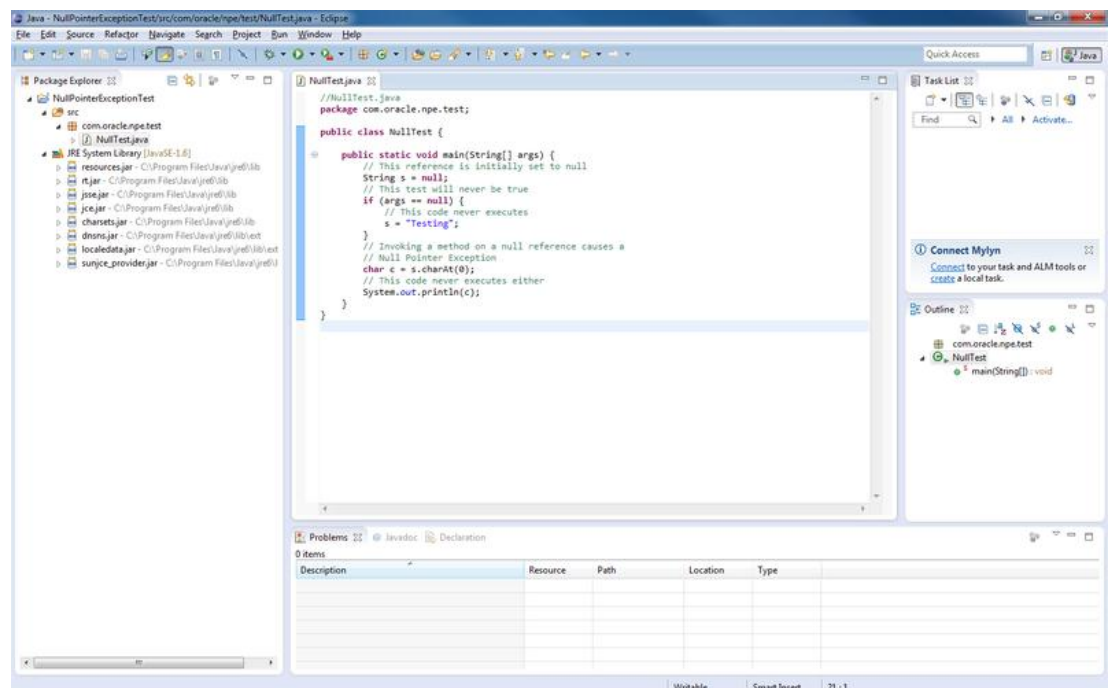 Java - NullPointerExceptionTest/src/com/oracle/npe/test/NullTest.java - Eclipse
File Edit Source Refactor Navigate Search Project Run Window Help
Quick Access
Java
Package Explorer
NullPointerExceptionTest
src
com.oracle.npe.test
NullTest.java
JRE System Library [JavaSE-1.6]
resources.jar - C:\Program Files\Java\jre6\lib
rt.jar - C:\Program Files\Java\jre6\lib
jsse.jar - C:\Program Files\Java\jre6\lib
jce.jar - C:\Program Files\Java\jre6\lib
charsets.jar - C:\Program Files\Java\jre6\lib
dnsns.jar - C:\Program Files\Java\jre6\lib\ext
localedata.jar - C:\Program Files\Java\jre6\lib\ext
sunjce_provider.jar - C:\Program Files\Java\jre6\l
NullTest.java
//NullTest.java
package com.oracle.npe.test;
public class NullTest {
public static void main(String[] args) {
// This reference is initially set to null
String s = null;
// This test will never be true
if (args == null) {
// This code never executes
s = "Testing";
}
// Invoking a method on a null reference causes a
// Null Pointer Exception
char c = s.charAt(0);
// This code never executes either
System.out.println(c);
}
}
Task List
Find All Activate...
Connect Mylyn
Connect to your task and ALM tools or
create a local task.
Outline
com.oracle.npe.test
NullTest
main(String[]) : void
Problems Javadoc Declaration
0 items
Description Resource Path Location Type
Writable Smart Insert 21 : 1